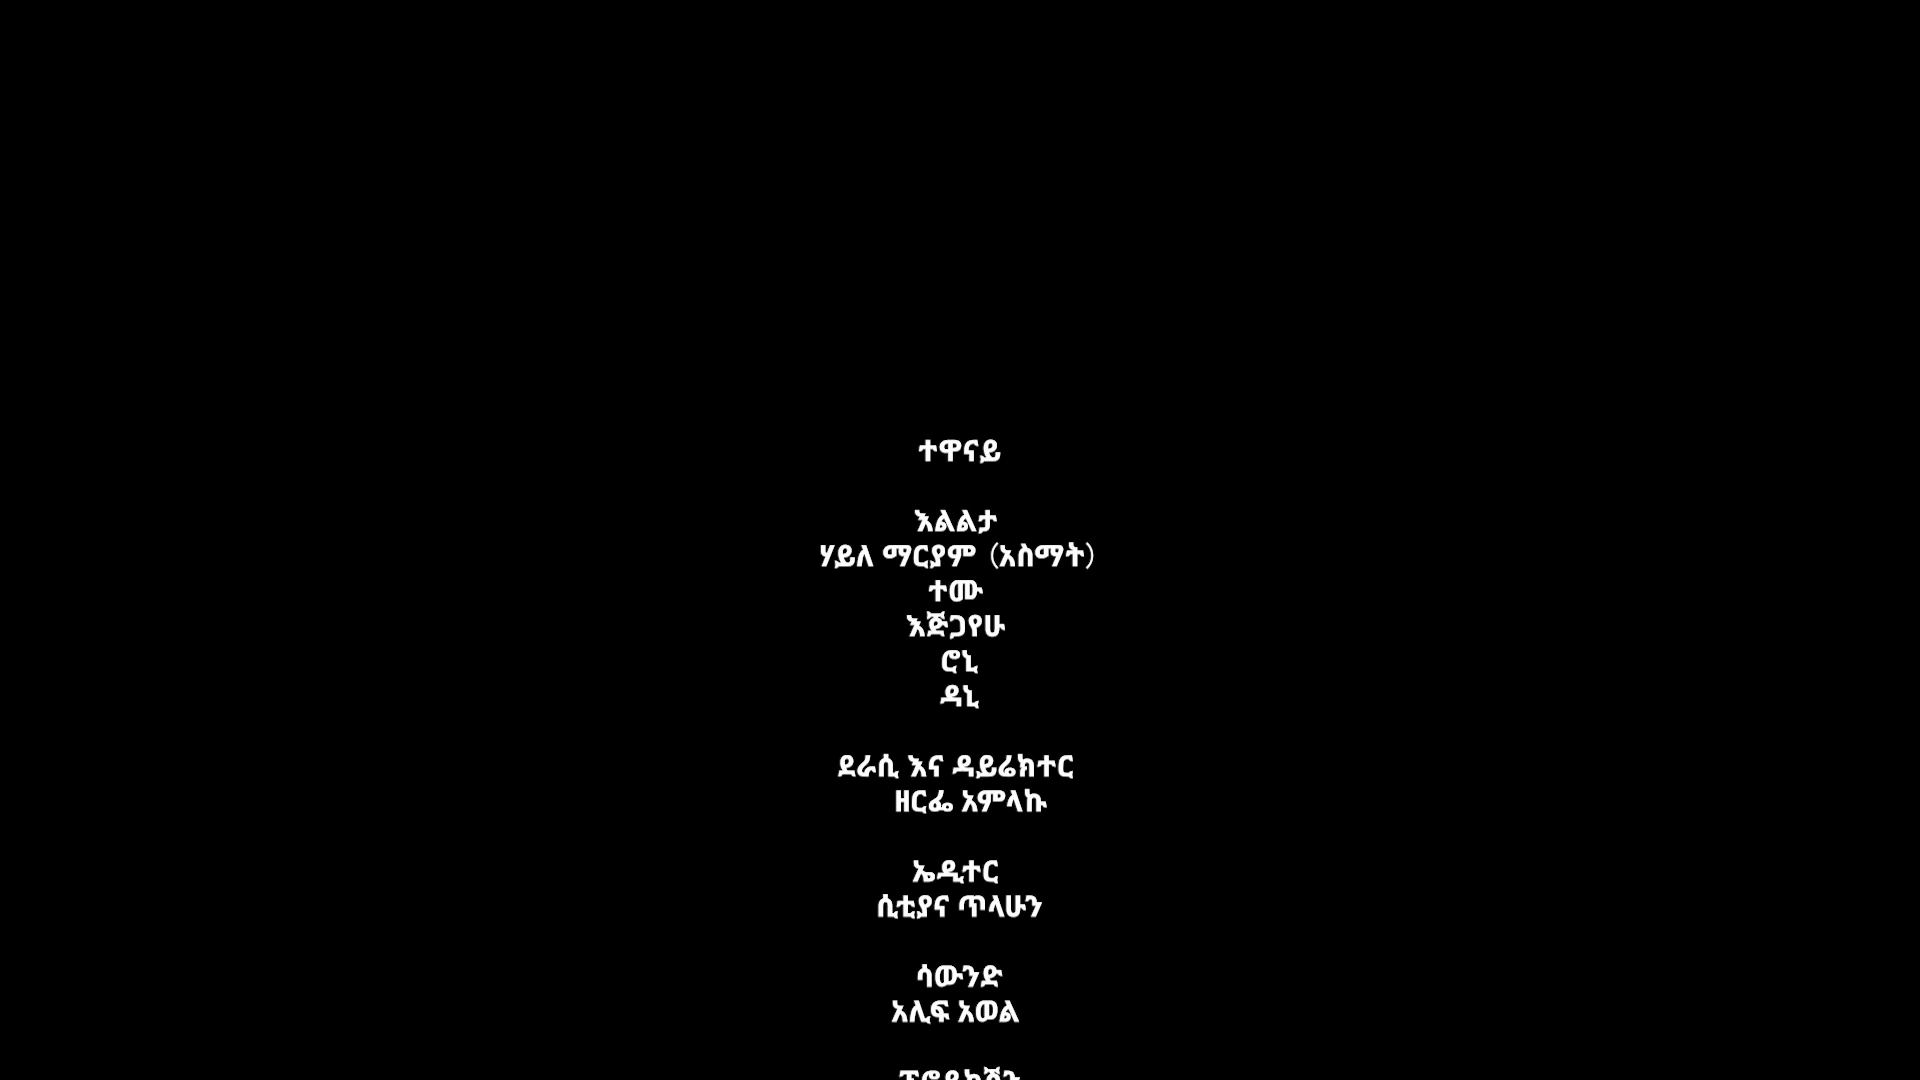 ተዋናይ
እልልታ
ሃይለ ማርያም (አስማት)
ተሙ
እጅጋየሁ
ሮኒ
ዳኒ
ደራሲ እና ዳይሬክተር
ዘርፌ አምላኩ
ኤዲተር
ሲቲያና ጥላሁን
ሳውንድ
አሊፍ አወል